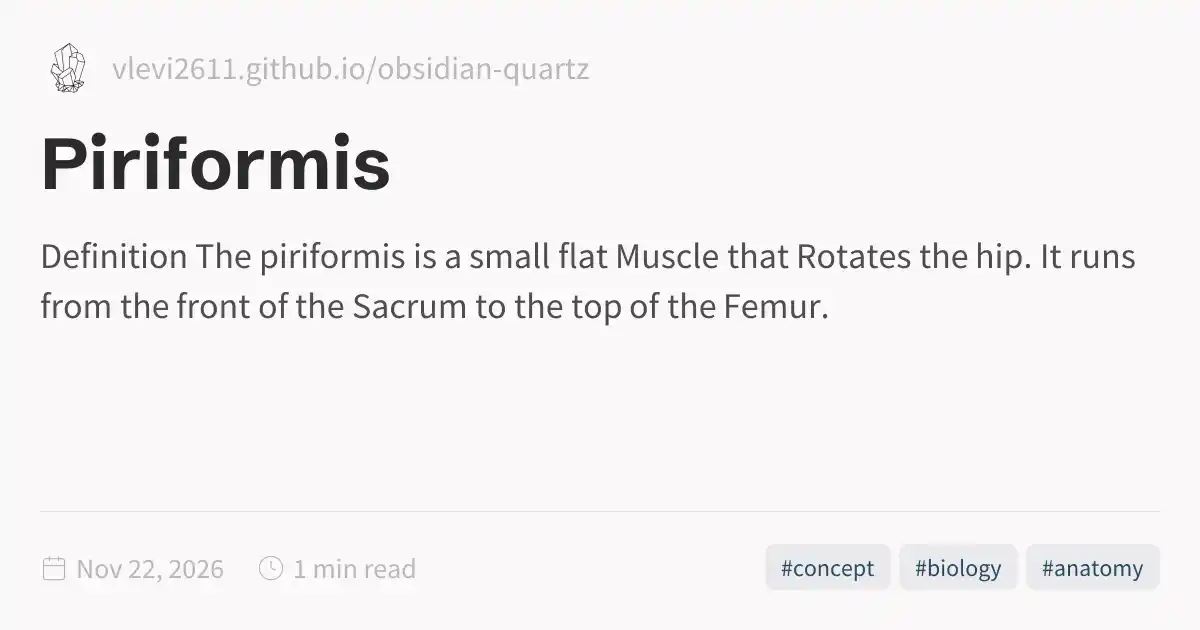 vlevi2611.github.io/obsidian-quartz
Piriformis
Definition The piriformis is a small flat Muscle that Rotates the hip. It runs
from the front of the Sacrum to the top of the Femur.
Nov 22, 2026 1 min read #concept #biology #anatomy